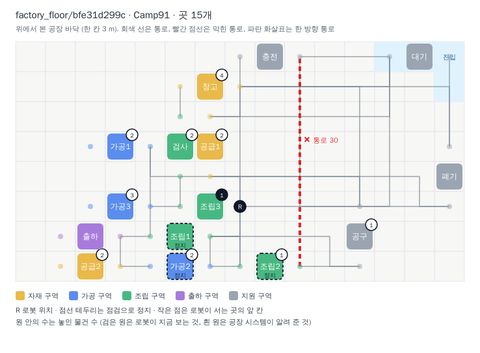 factory_floor/bfe31d299c · Camp91 · 곳 15개
위에서 본 공장 바닥 (한 칸 3 m). 회색 선은 통로, 빨간 점선은 막힌 통로, 파란 화살표는 한 방향 통로
충전
대기
진입
창고
4
✕ 통로 30
가공1
2
검사
2
공급1
2
폐기
가공3
3
조립3
1
R
출하
조립1
정지
공구
1
공급2
2
가공2
정지
2
조립2
정지
1
자재 구역
가공 구역
조립 구역
출하 구역
지원 구역
R 로봇 위치 · 점선 테두리는 점검으로 정지 · 작은 점은 로봇이 서는 곳의 앞 칸
원 안의 수는 놓인 물건 수 (검은 원은 로봇이 지금 보는 것, 흰 원은 공장 시스템이 알려 준 것)